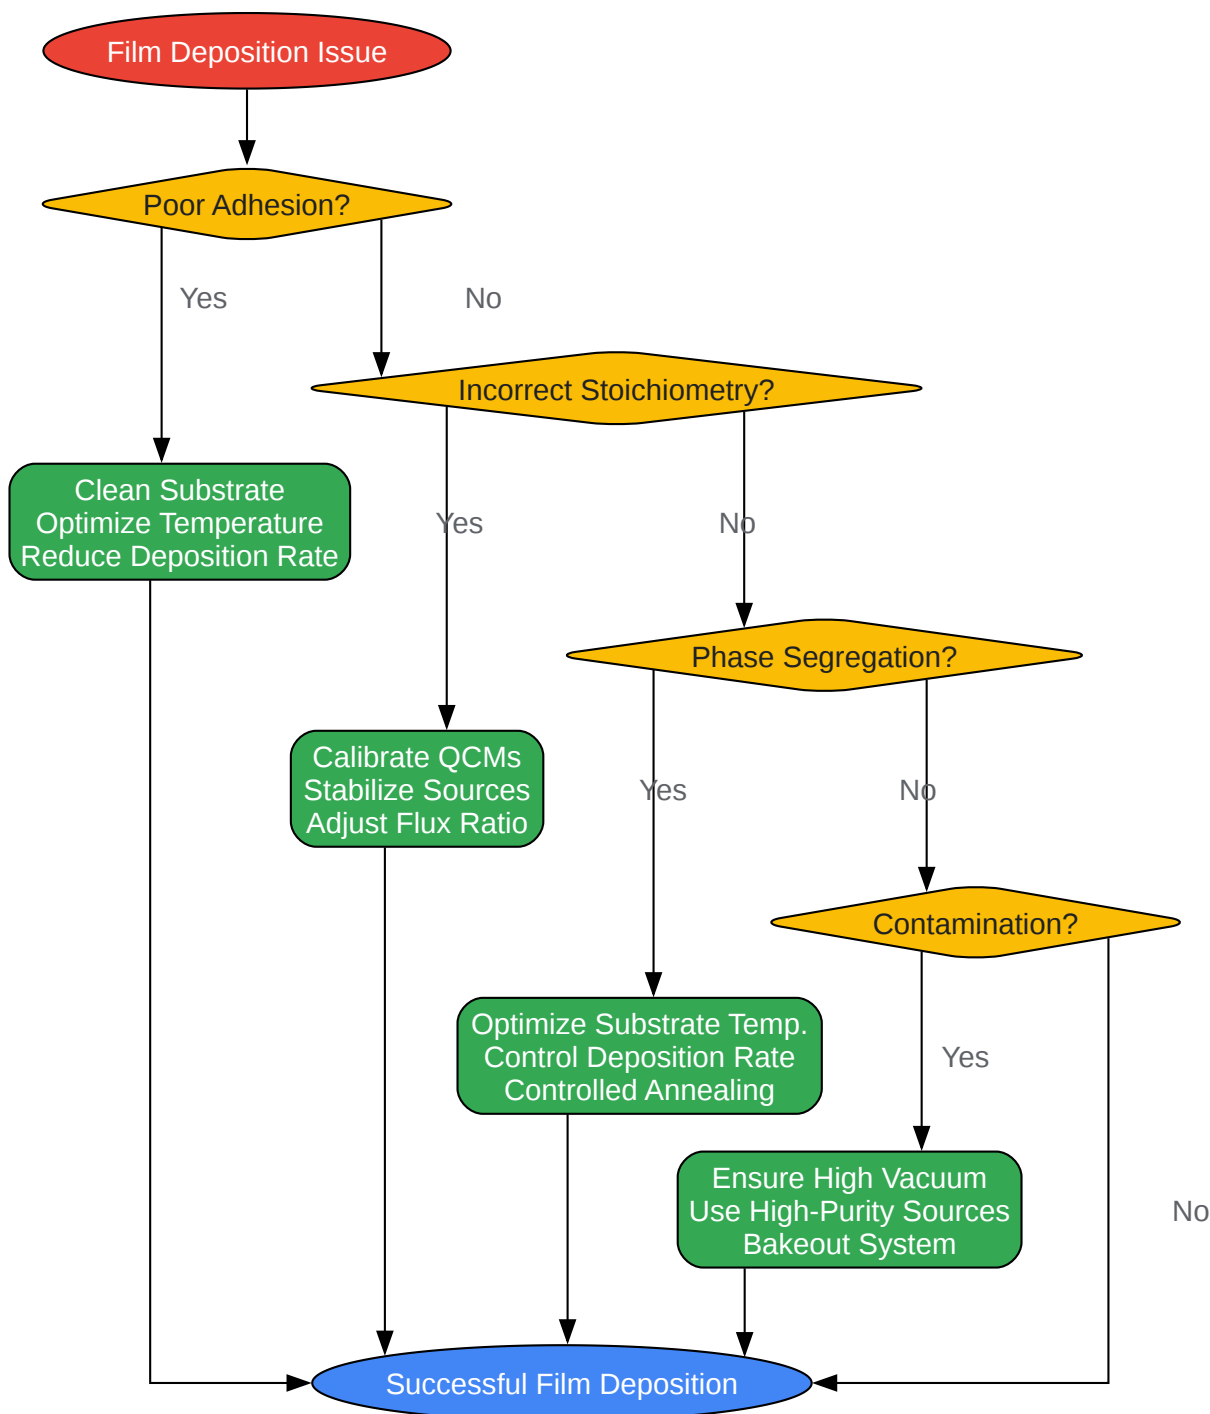 Film Deposition Issue
Poor Adhesion?
Yes
No
Incorrect Stoichiometry?
Clean Substrate
Optimize Temperature
Reduce Deposition Rate
Yes
No
Phase Segregation?
Calibrate QCMs
Stabilize Sources
Adjust Flux Ratio
Yes
No
Contamination?
Optimize Substrate Temp.
Control Deposition Rate
Controlled Annealing
Yes
Ensure High Vacuum
Use High-Purity Sources
Bakeout System
No
Successful Film Deposition